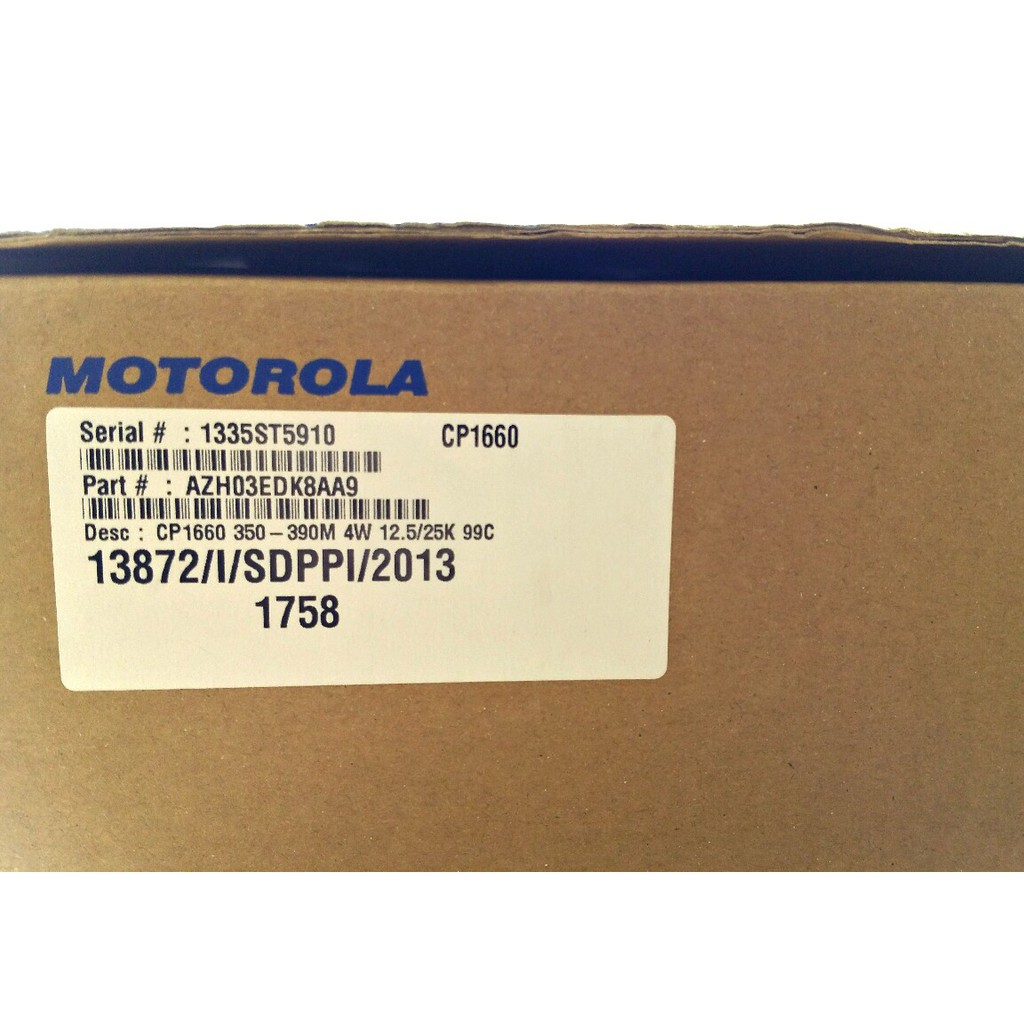 MOTOROLA
Serial # : 1335ST5910 CP1660
Part # : AZH03EDK8AA9
Desc : CP1660 350-390M 4W 12.5/25K 99C
13872/I/SDPPI/2013
1758